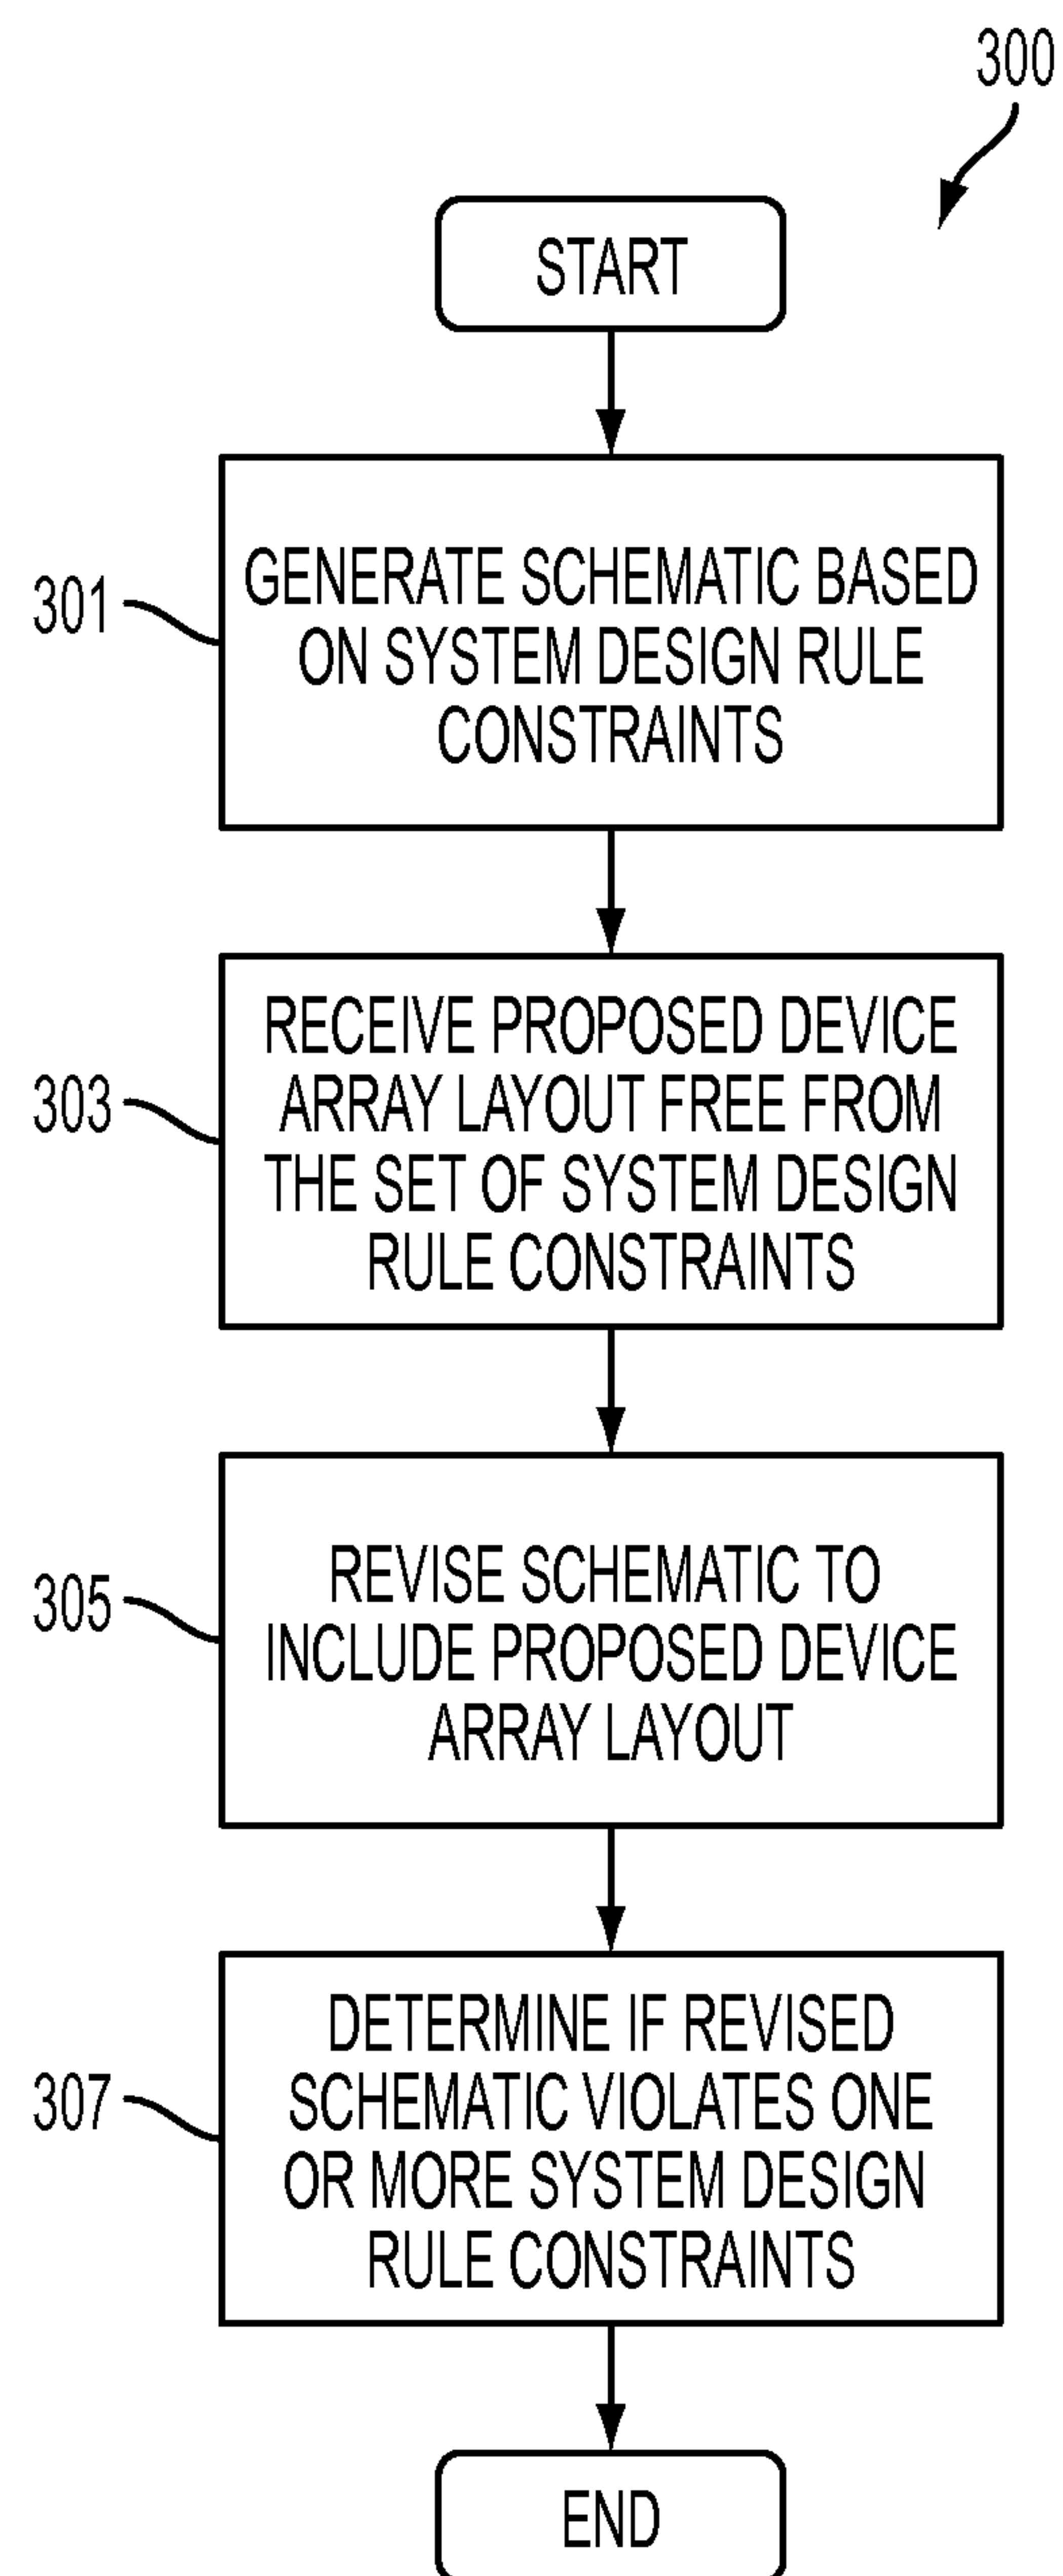 300
START
301
GENERATE SCHEMATIC BASED
ON SYSTEM DESIGN RULE
CONSTRAINTS
303
RECEIVE PROPOSED DEVICE
ARRAY LAYOUT FREE FROM
THE SET OF SYSTEM DESIGN
RULE CONSTRAINTS
305
REVISE SCHEMATIC TO
INCLUDE PROPOSED DEVICE
ARRAY LAYOUT
307
DETERMINE IF REVISED
SCHEMATIC VIOLATES ONE
OR MORE SYSTEM DESIGN
RULE CONSTRAINTS
END